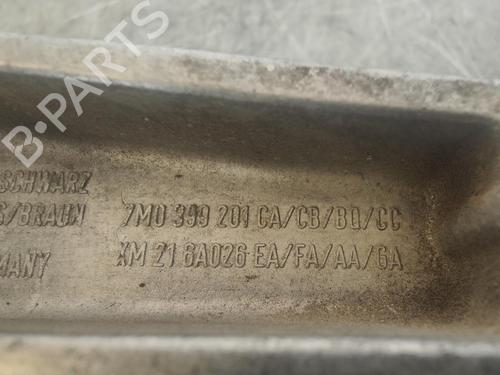 B-PARTS
SCHWARZ
S/BRAUN 7M0 399 201 CA/CB/BQ/CC
MANY XM 21 6A026 EA/FA/AA/GA